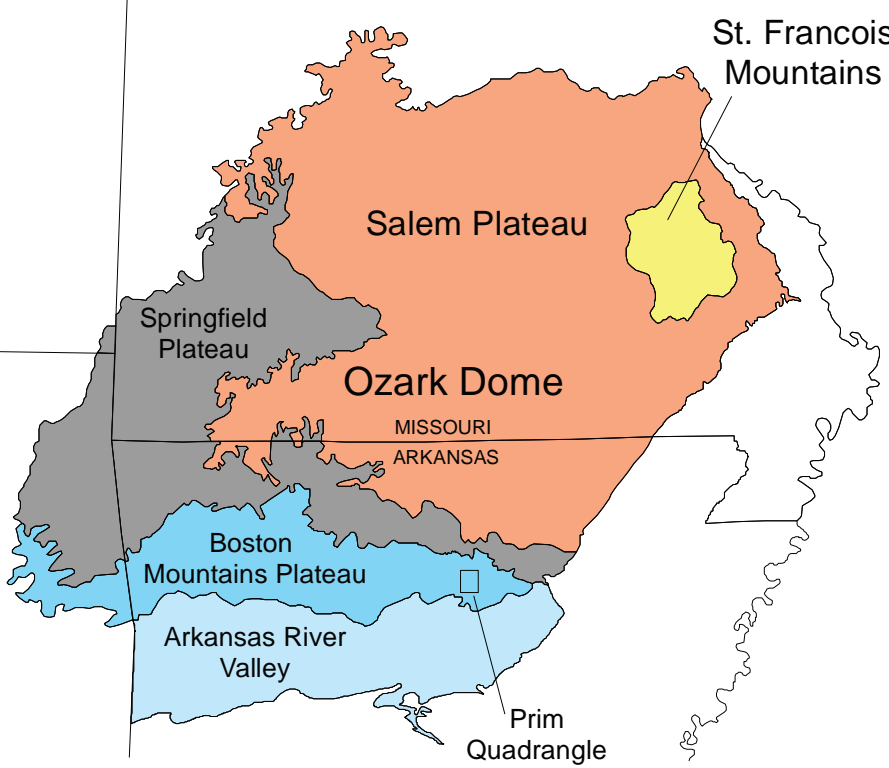 St. Francois
Mountains
Salem Plateau
Springfield
Plateau
Ozark Dome
MISSOURI
ARKANSAS
Boston
Mountains Plateau
Arkansas River
Valley
Prim
Quadrangle